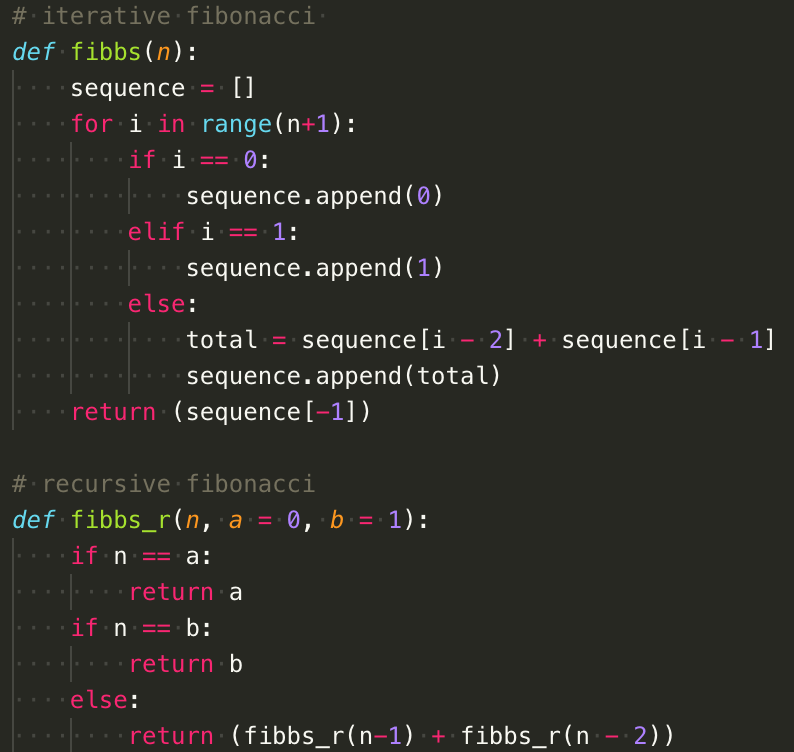 # iterative fibonacci
def fibbs(n):
    sequence = []
    for i in range(n+1):
        if i == 0:
            sequence.append(0)
        elif i == 1:
            sequence.append(1)
        else:
            total = sequence[i - 2] + sequence[i - 1]
            sequence.append(total)
    return (sequence[-1])

# recursive fibonacci
def fibbs_r(n, a = 0, b = 1):
    if n == a:
        return a
    if n == b:
        return b
    else:
        return (fibbs_r(n-1) + fibbs_r(n - 2))